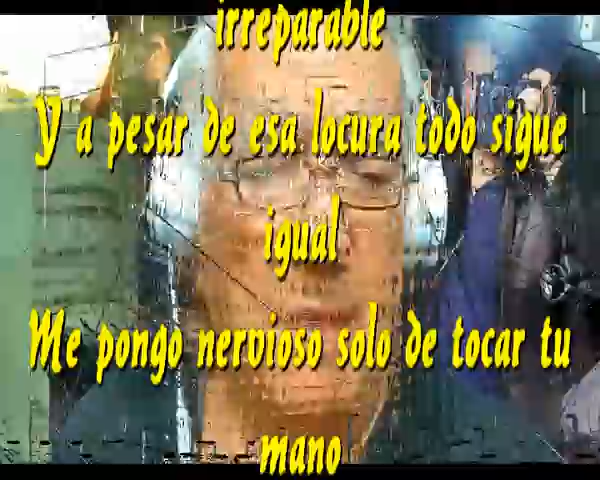 irreparable
Y a pesar de esa locura todo sigue
igual
Me pongo nervioso solo de tocar tu
mano